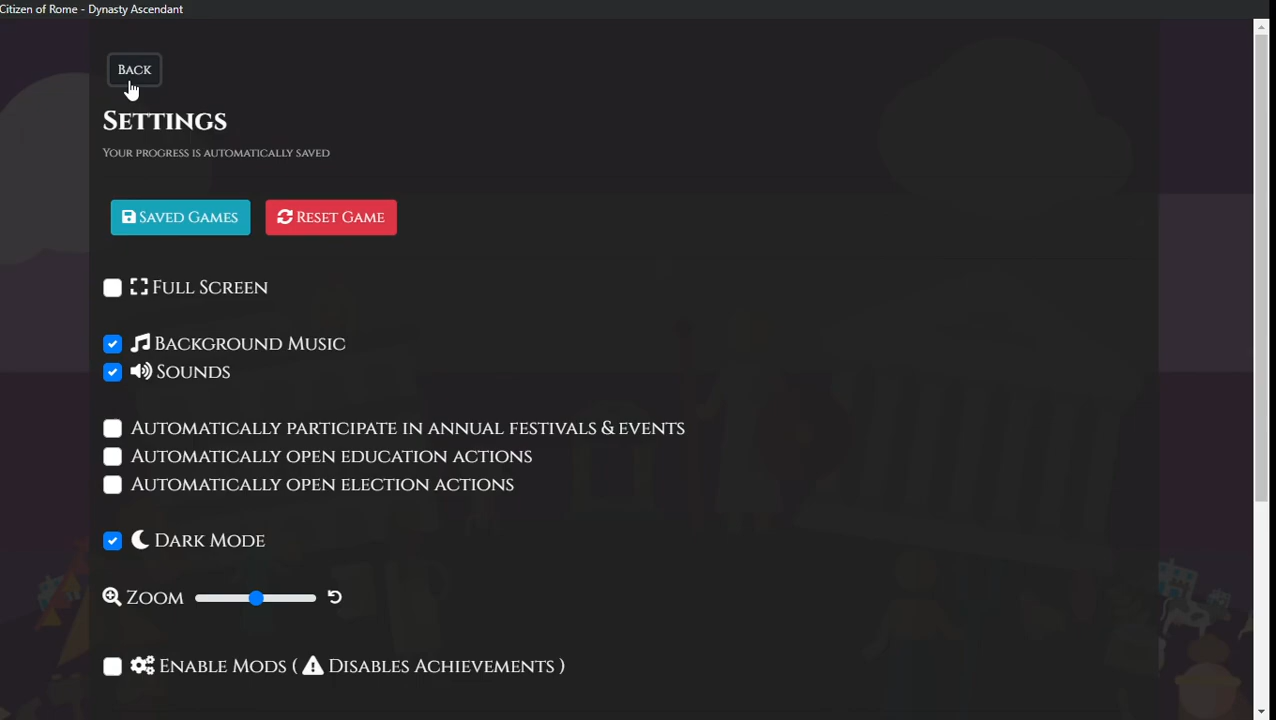 Citizen of Rome - Dynasty Ascendant
Back
Settings
Your progress is automatically saved
Saved Games
Reset Game
Full Screen
Background Music
Sounds
Automatically participate in annual festivals & events
Automatically open education actions
Automatically open election actions
Dark Mode
Zoom
Enable Mods ( Disables Achievements )